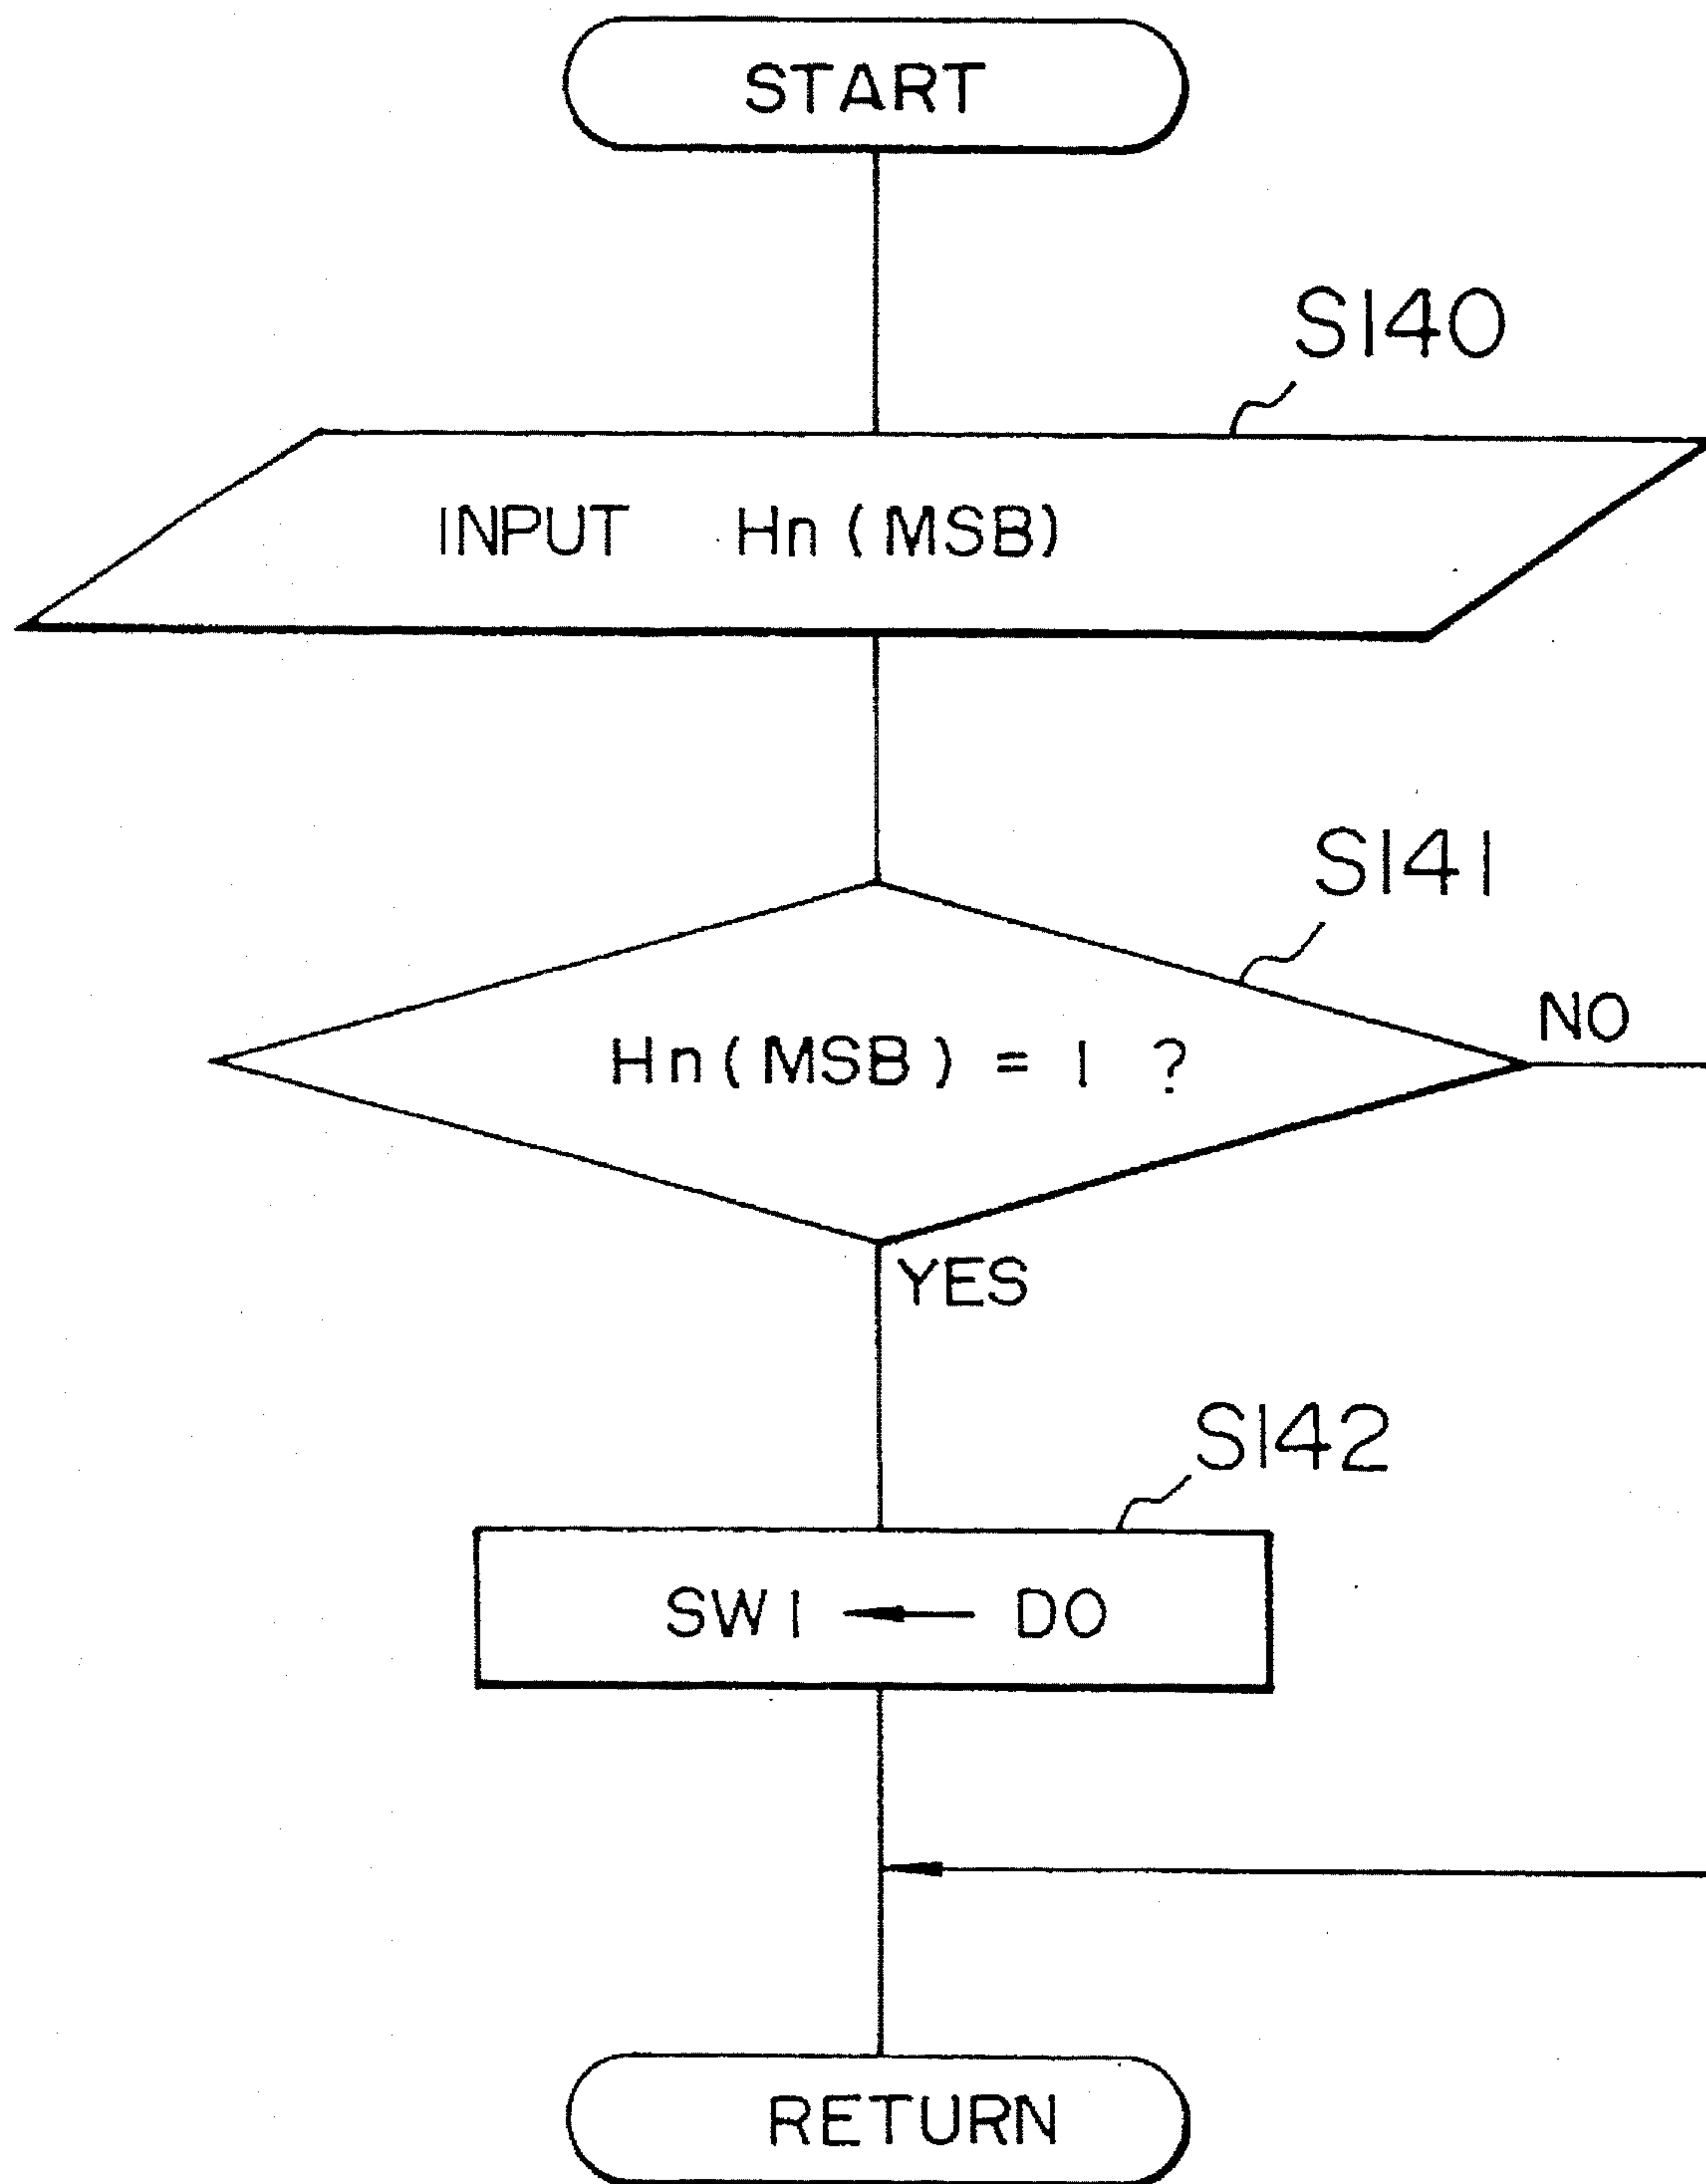 START
S140
INPUT Hn (MSB)
S141
NO
Hn (MSB) = 1 ?
YES
S142
SW1 ← D0
RETURN